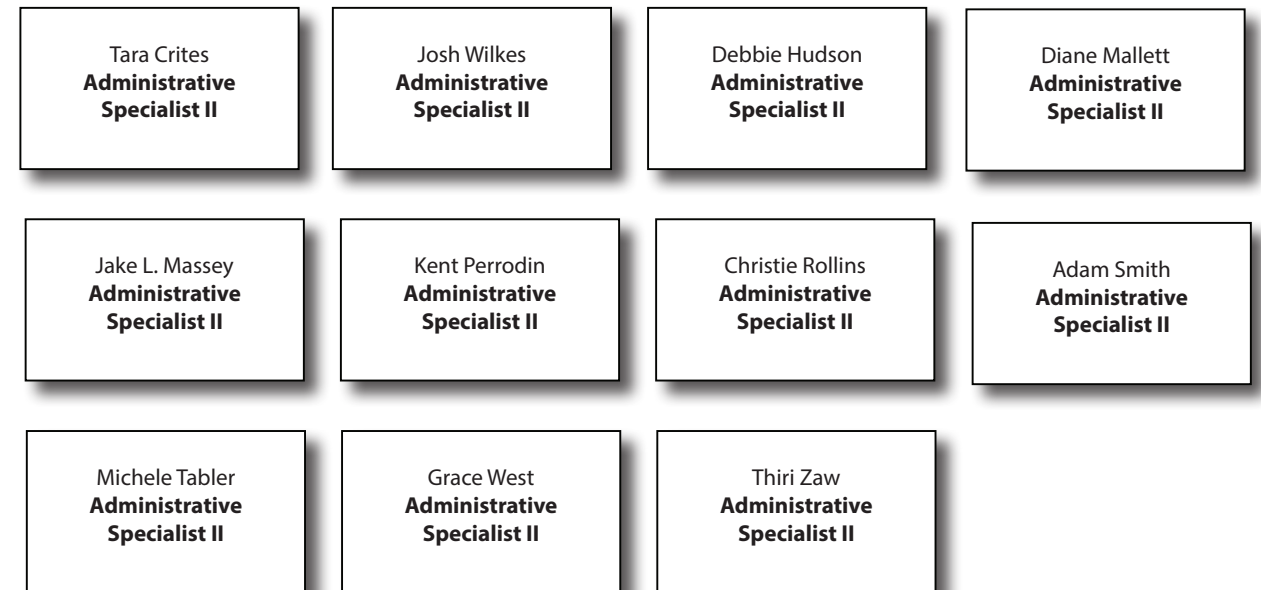 Tara Crites
Administrative
Specialist II
Josh Wilkes
Administrative
Specialist II
Debbie Hudson
Administrative
Specialist II
Diane Mallett
Administrative
Specialist II
Jake L. Massey
Administrative
Specialist II
Kent Perrodin
Administrative
Specialist II
Christie Rollins
Administrative
Specialist II
Adam Smith
Administrative
Specialist II
Michele Tabler
Administrative
Specialist II
Grace West
Administrative
Specialist II
Thiri Zaw
Administrative
Specialist II